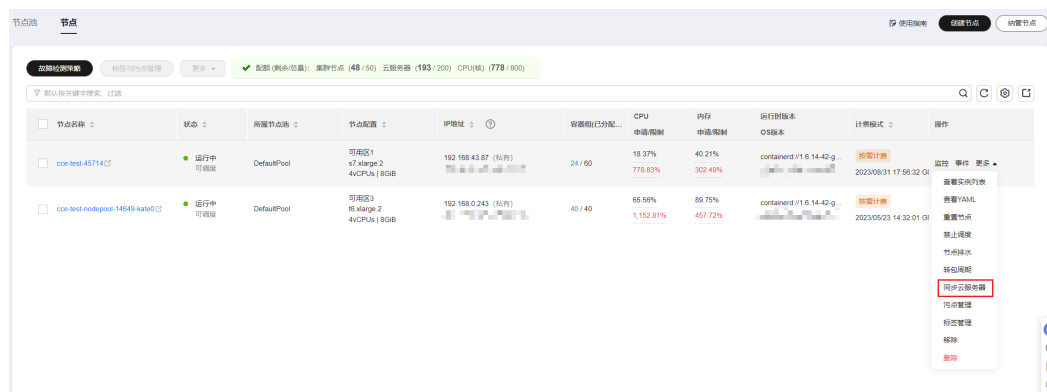 节点池 节点 使用指南 创建节点 纳管节点
故障检测策略 标签与污点管理 更多 配额 (剩余/总量): 集群节点 (48 / 50) 云服务器 (193 / 200) CPU(核) (778 / 800)
默认按关键字搜索、过滤
节点名称 状态 所属节点池 节点配置 IP地址 容器组(已分配... CPU 申请/限制 内存 申请/限制 运行时版本 OS版本 计费模式 操作
cce-test-45714 运行中 可调度 DefaultPool 可用区1 s7.xlarge.2 4vCPUs | 8GiB 192.168.43.87 (私有) 24 / 60 18.37% 778.83% 40.21% 302.49% containerd://1.6.14-42-g... 按需计费 2023/08/31 17:56:32 G 监控 事件 更多
cce-test-nodepool-14649-kate0 运行中 可调度 DefaultPool 可用区3 t6.xlarge.2 4vCPUs | 8GiB 192.168.0.243 (私有) 40 / 40 65.56% 1,152.81% 89.75% 457.72% containerd://1.6.14-42-g... 按需计费 2023/05/23 14:32:01 G
查看实例列表
查看YAML
重置节点
禁止调度
节点排水
转包周期
同步云服务器
污点管理
标签管理
移除
删除